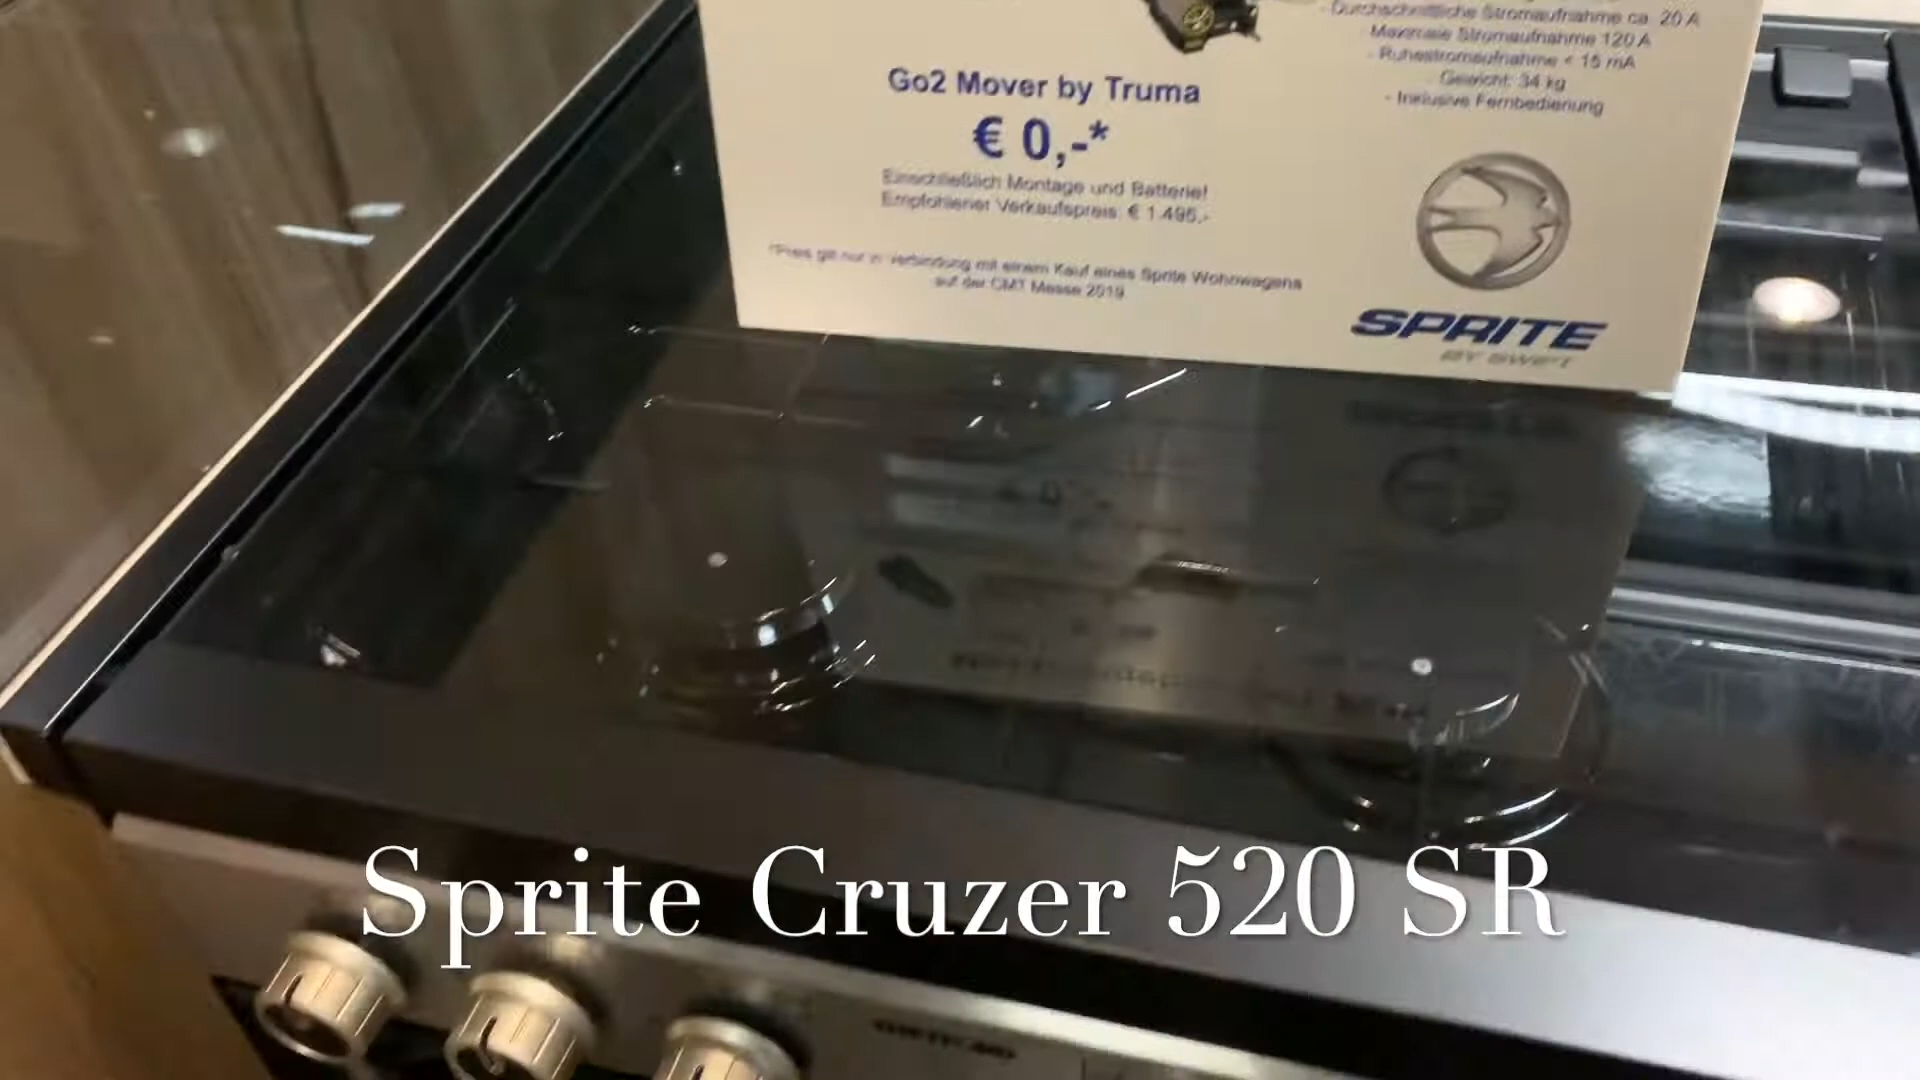 Durchschnittliche Stromaufnahme ca. 20 A
Maximale Stromaufnahme 120 A
- Ruhestromaufnahme < 15 mA
- Gewicht: 34 kg
- Inklusive Fernbedienung
Go2 Mover by Truma
€ 0,-*
Einschließlich Montage und Batterie!
Empfohlener Verkaufspreis: € 1.495,-
*Preis gilt nur in Verbindung mit einem Kauf eines Sprite Wohnwagens
auf der CMT Messe 2019
SPRITE
BY SWIFT
Sprite Cruzer 520 SR